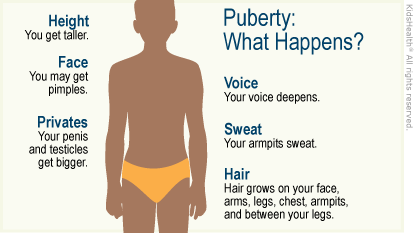 Puberty:
What Happens?
Height
You get taller.
Face
You may get
pimples.
Privates
Your penis
and testicles
get bigger.
Voice
Your voice deepens.
Sweat
Your armpits sweat.
Hair
Hair grows on your face,
arms, legs, chest, armpits,
and between your legs.
KidsHealth® All rights reserved.